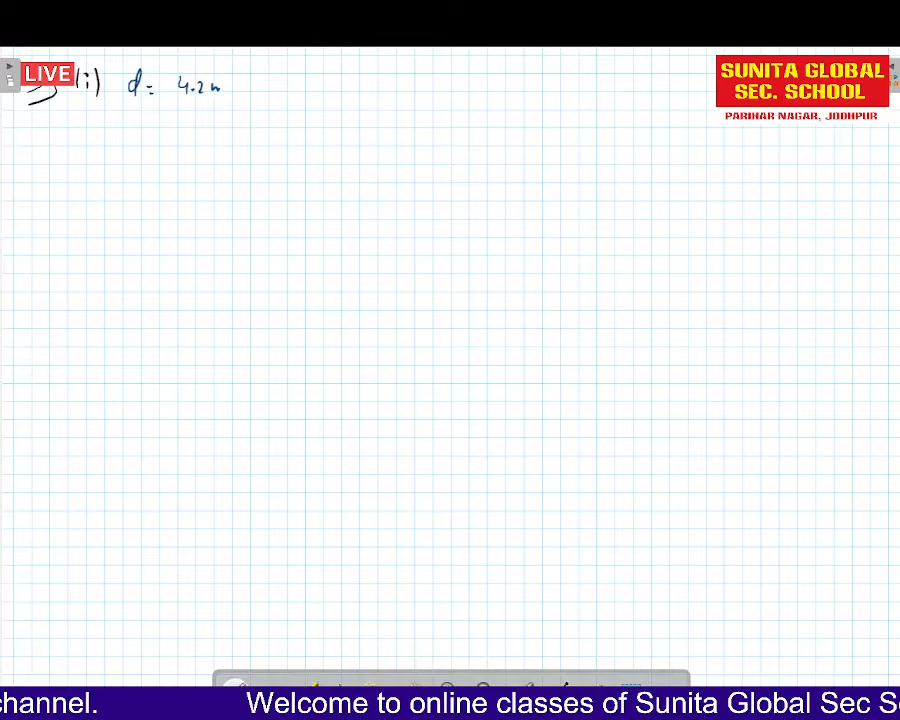 LIVE
(i) d = 4.2 m
SUNITA GLOBAL
SEC. SCHOOL
PARIHAR NAGAR, JODHPUR
channel. Welcome to online classes of Sunita Global Sec